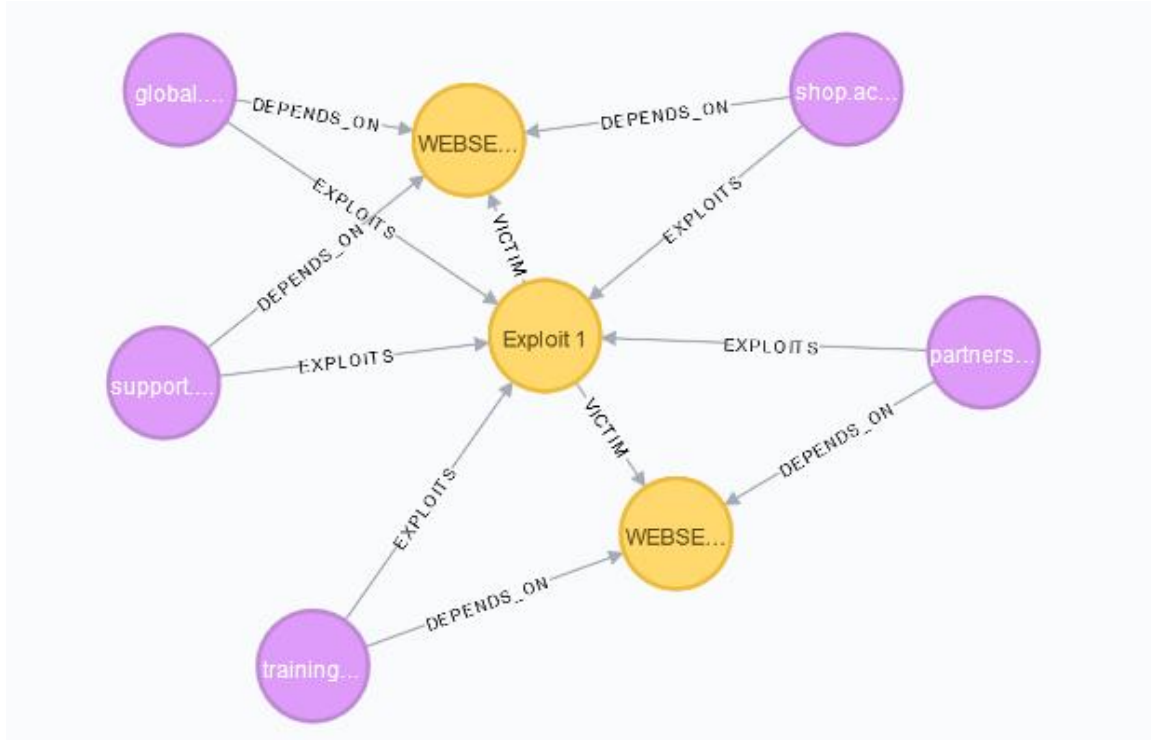 global....
shop.ac...
DEPENDS_ON
DEPENDS_ON
WEBSE...
EXPLOITS
EXPLOITS
VICTIM
DEPENDS_ON
Exploit 1
EXPLOITS
partners...
EXPLOITS
support....
VICTIM
DEPENDS_ON
EXPLOITS
WEBSE...
DEPENDS_ON
training...